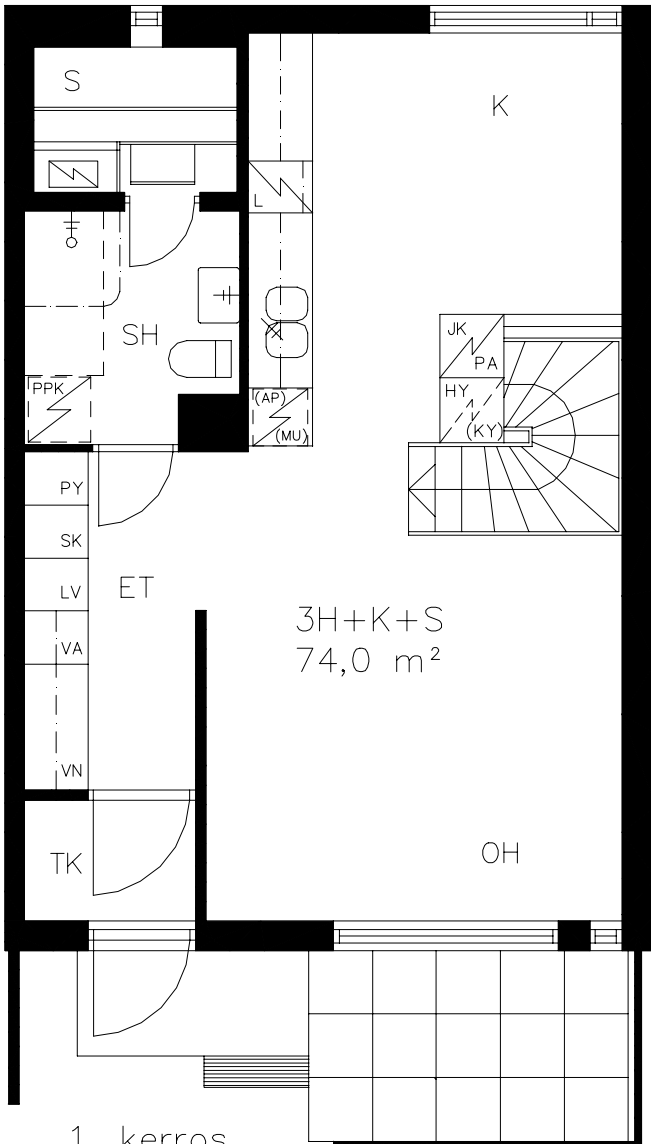 S
K
L
SH
JK
PA
HY
(KY)
PPK
(AP)
(MU)
PY
SK
LV
ET
3H+K+S
74,0 m²
VA
VN
TK
OH
1. kerros